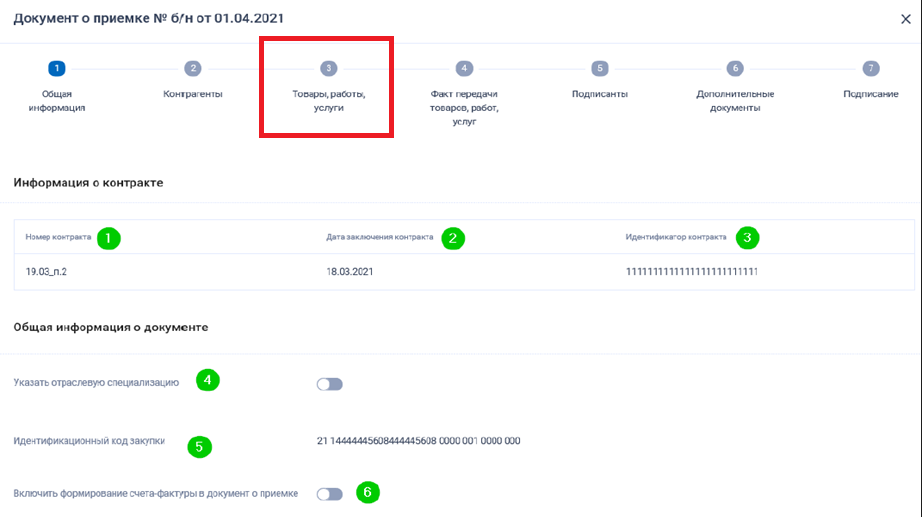 Документ о приемке № б/н от 01.04.2021
1 2 3 4 5 6 7
Общая информация
Контрагенты
Товары, работы, услуги
Факт передачи товаров, работ, услуг
Подписанты
Дополнительные документы
Подписание
Информация о контракте
Номер контракта 1 Дата заключения контракта 2 Идентификатор контракта 3
19.03_п.2 18.03.2021
Общая информация о документе
Указать отраслевую специализацию 4
Идентификационный код закупки 5 21 14444445608444445608 0000 001 0000 000
Включить формирование счета-фактуры в документ о приемке 6